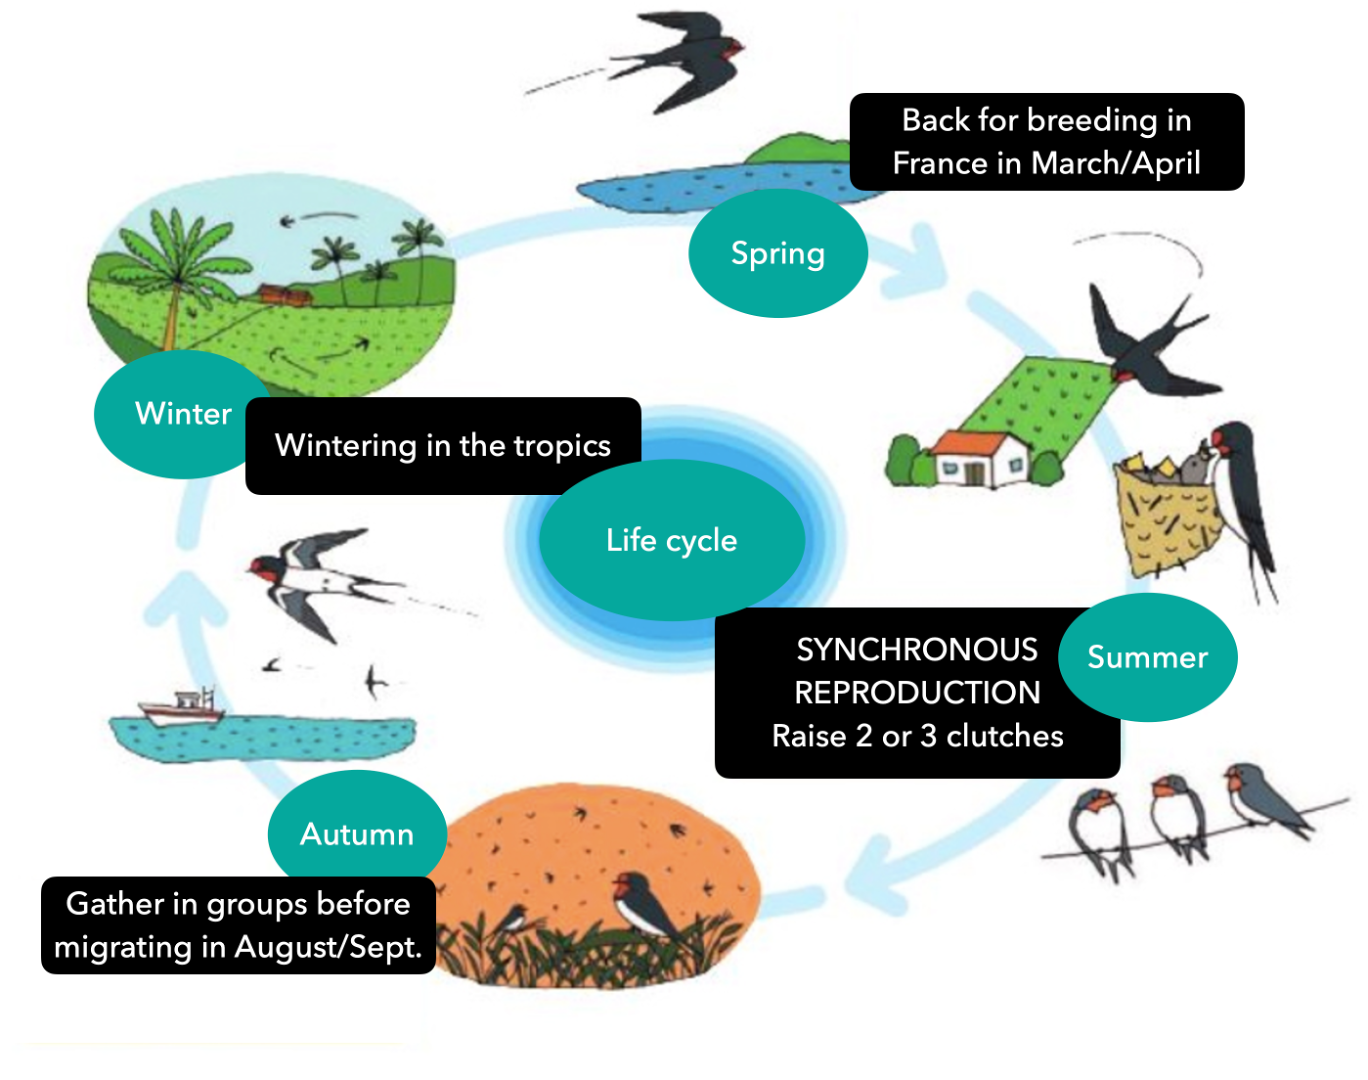 Back for breeding in
France in March/April
Spring
Winter
Wintering in the tropics
Life cycle
SYNCHRONOUS
REPRODUCTION
Raise 2 or 3 clutches
Summer
Autumn
Gather in groups before
migrating in August/Sept.